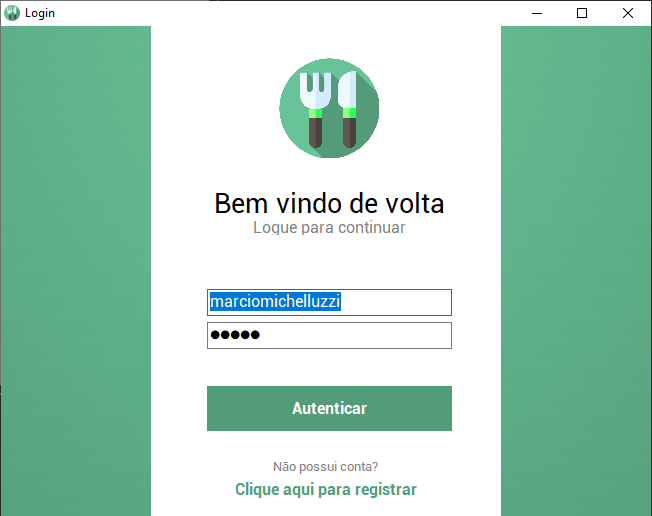 Login
Bem vindo de volta
Logue para continuar
marciomichelluzzi
●●●●●
Autenticar
Não possui conta?
Clique aqui para registrar